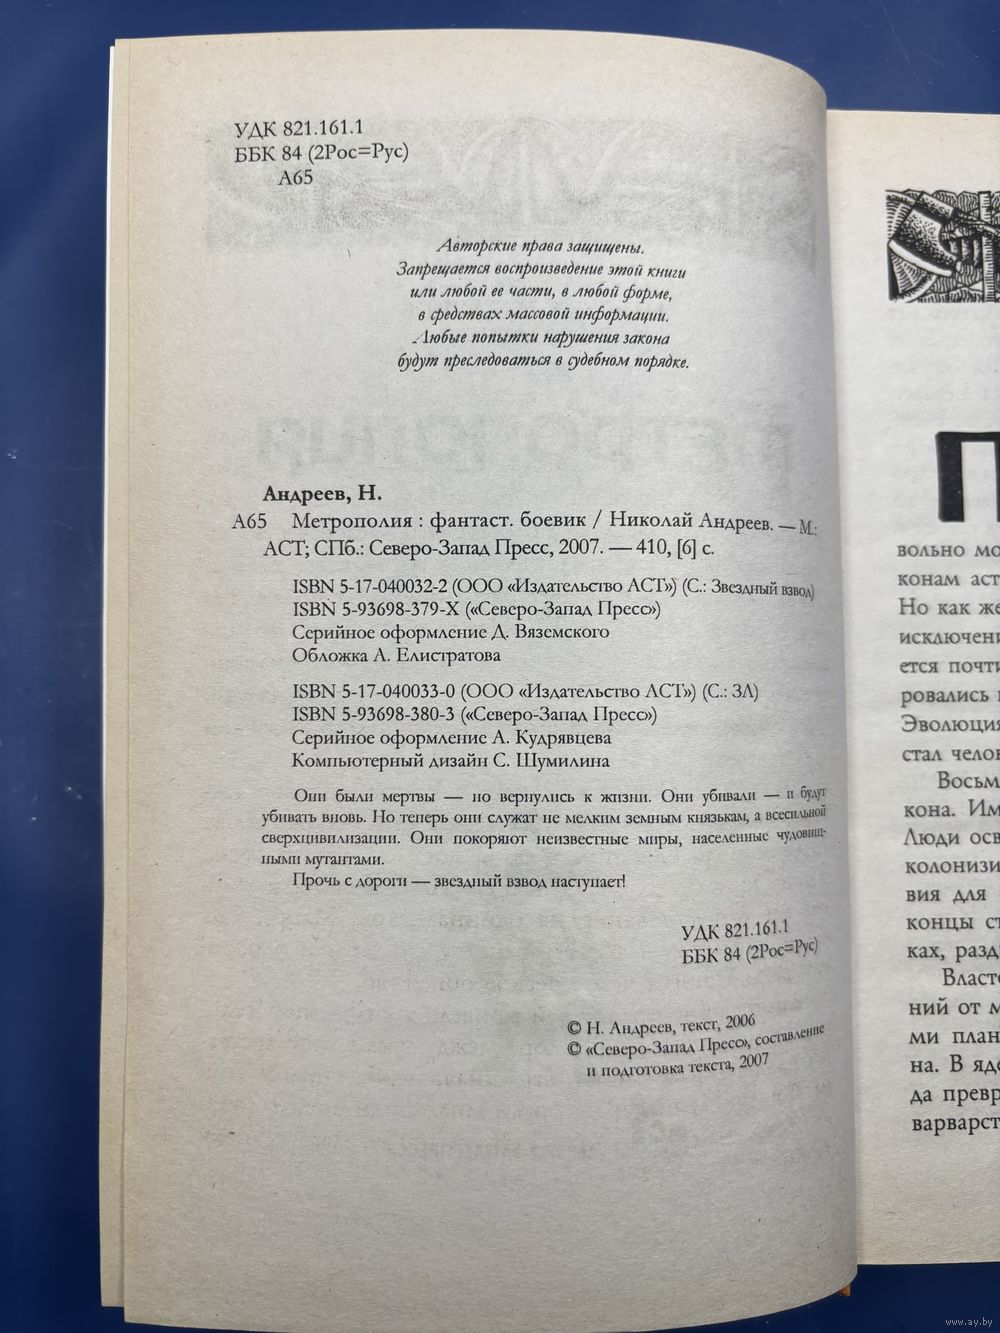 УДК 821.161.1
ББК 84 (2Рос=Рус)
А65
Авторские права защищены.
Запрещается воспроизведение этой книги
или любой ее части, в любой форме,
в средствах массовой информации.
Любые попытки нарушения закона
будут преследоваться в судебном порядке.
Андреев, Н.
А65 Метрополия : фантаст. боевик / Николай Андреев. — М.:
АСТ; СПб.: Северо-Запад Пресс, 2007. — 410, [6] с.
ISBN 5-17-040032-2 (ООО «Издательство АСТ») (С.: Звездный взвод)
ISBN 5-93698-379-X («Северо-Запад Пресс»)
Серийное оформление Д. Вяземского
Обложка А. Елистратова
ISBN 5-17-040033-0 (ООО «Издательство АСТ») (С.: ЗЛ)
ISBN 5-93698-380-3 («Северо-Запад Пресс»)
Серийное оформление А. Кудрявцева
Компьютерный дизайн С. Шумилина
Они были мертвы — но вернулись к жизни. Они убивали — и будут
убивать вновь. Но теперь они служат не мелким земным князькам, а всесильной
сверхцивилизации. Они покоряют неизвестные миры, населенные чудовищ-
ными мутантами.
Прочь с дороги — звездный взвод наступает!
УДК 821.161.1
ББК 84 (2Рос=Рус)
© Н. Андреев, текст, 2006
© «Северо-Запад Пресс», составление
и подготовка текста, 2007
П
вольно мо
конам аст
Но как же
исключени
ется почти
ровались
Эволюция
стал челов
Восьм
кона. Им
Люди осв
колонизи
вия для
концы ст
ках, разд
Власте
ний от м
ми план
на. В яде
да превр
варварст
www.ay.by